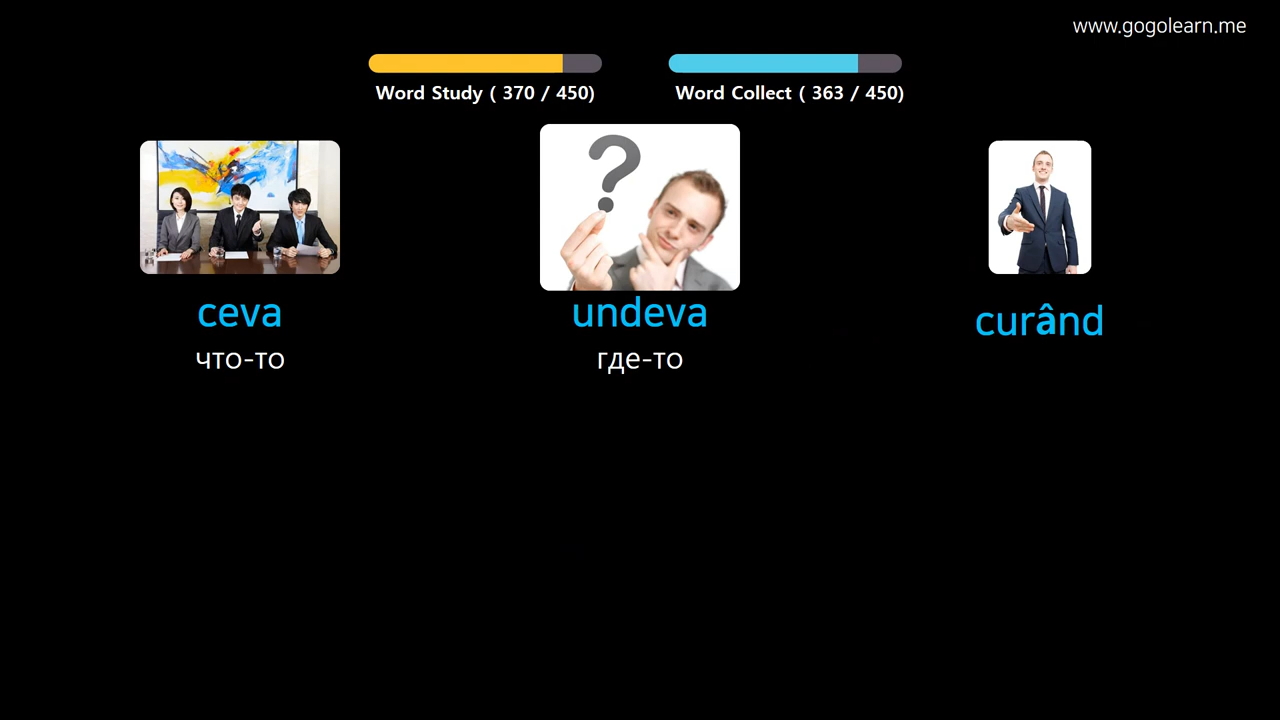 www.gogolearn.me
Word Study ( 370 / 450)
Word Collect ( 363 / 450)
ceva
undeva
curând
что-то
где-то